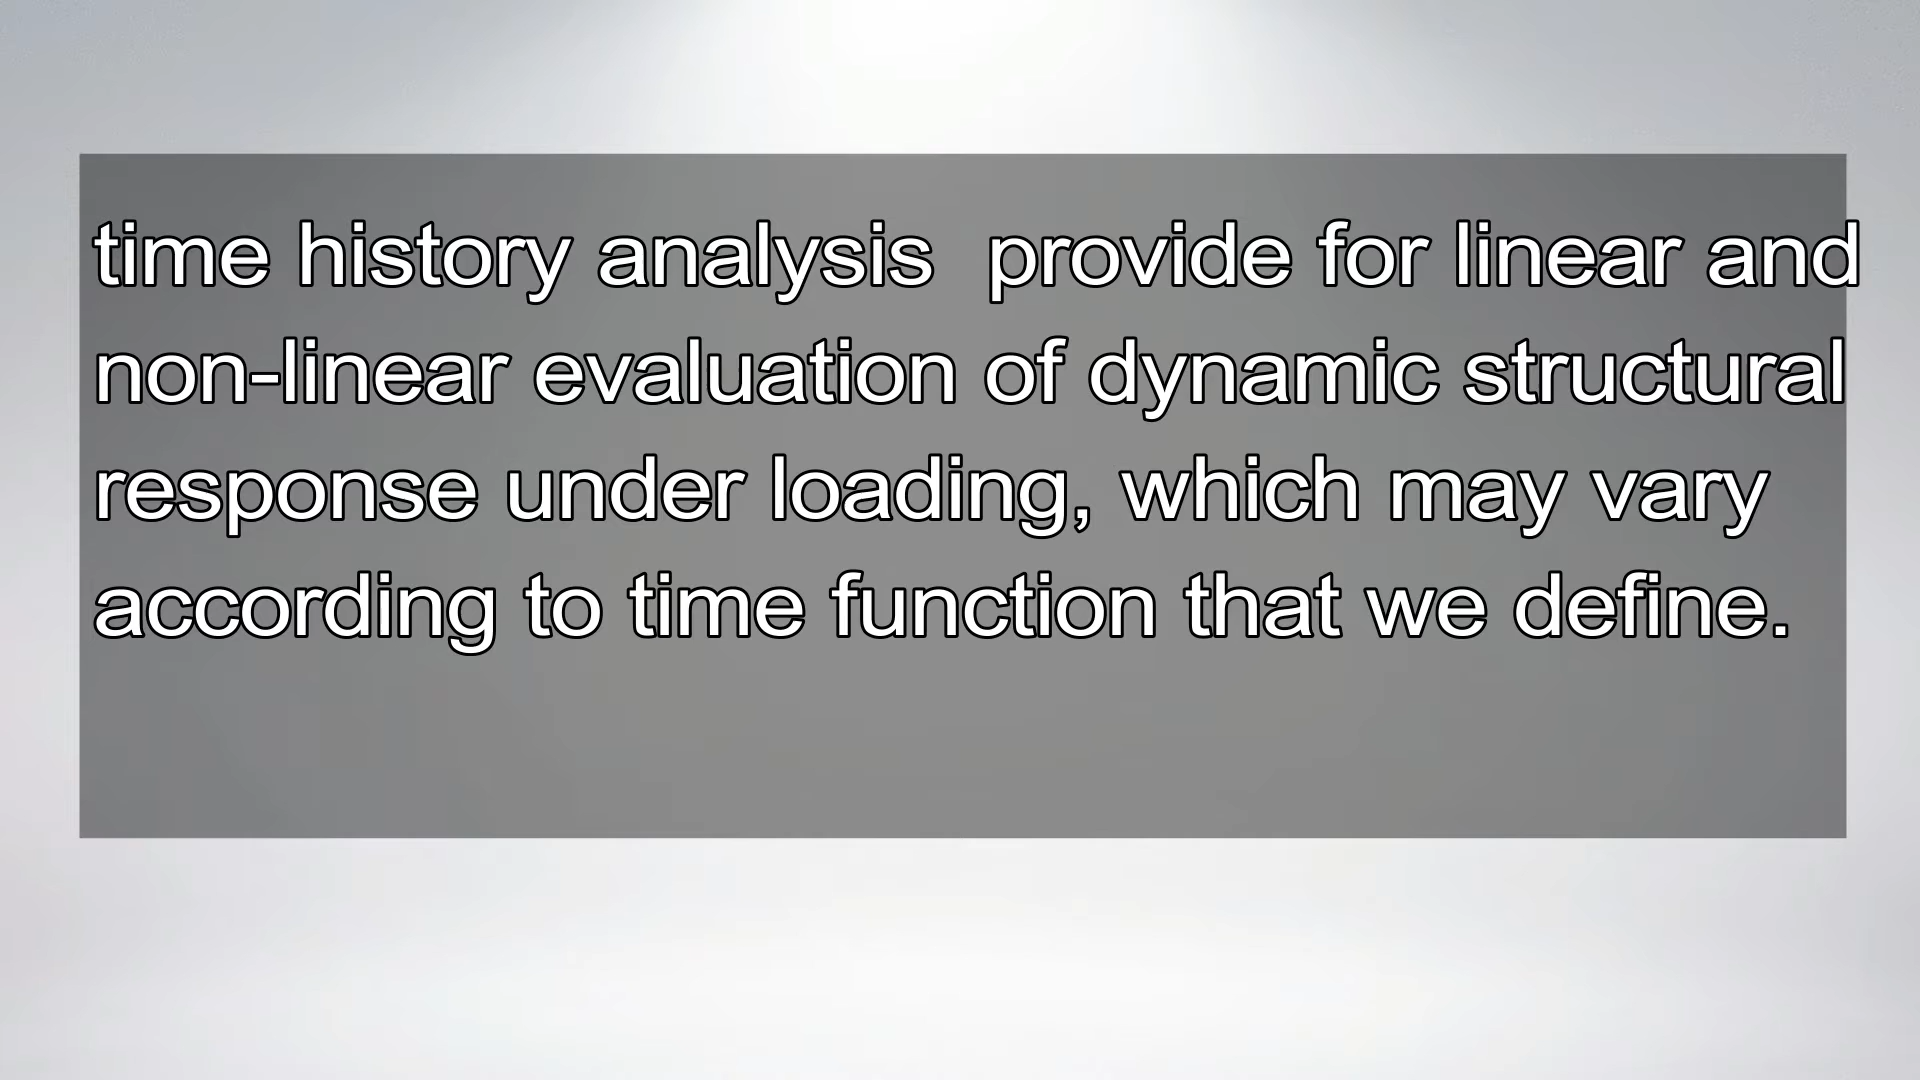 time history analysis  provide for linear and
non-linear evaluation of dynamic structural
response under loading, which may vary
according to time function that we define.